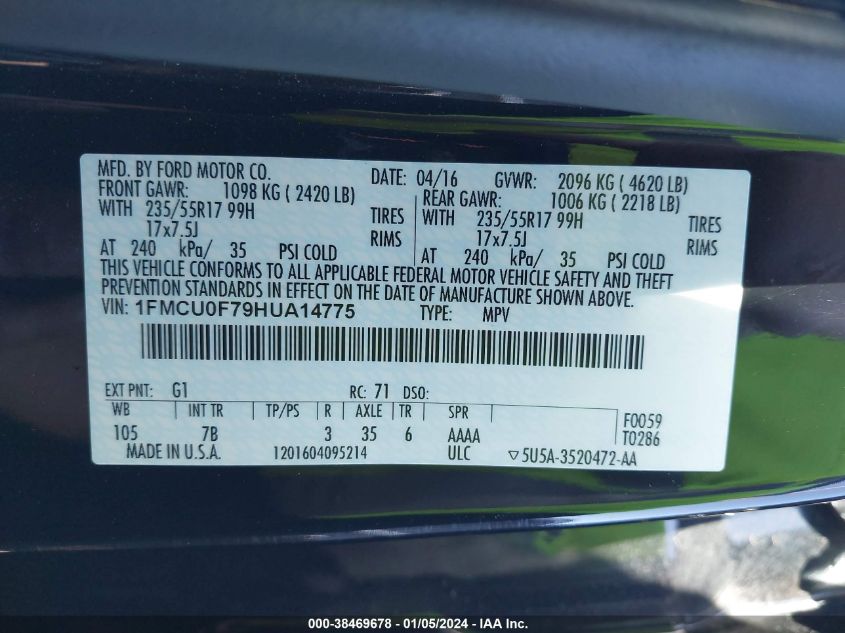 MFD. BY FORD MOTOR CO. DATE: 04/16 GVWR: 2096 KG ( 4620 LB)
FRONT GAWR: 1098 KG ( 2420 LB) REAR GAWR: 1006 KG ( 2218 LB)
WITH 235/55R17 99H TIRES WITH 235/55R17 99H TIRES
17x7.5J RIMS 17x7.5J RIMS
AT 240 kPa/ 35 PSI COLD AT 240 kPa/ 35 PSI COLD
THIS VEHICLE CONFORMS TO ALL APPLICABLE FEDERAL MOTOR VEHICLE SAFETY AND THEFT
PREVENTION STANDARDS IN EFFECT ON THE DATE OF MANUFACTURE SHOWN ABOVE.
VIN: 1FMCU0F79HUA14775 TYPE: MPV
EXT PNT: G1 RC: 71 DSO:
WB INT TR TP/PS R AXLE TR SPR F0059
105 7B 3 35 6 AAAA T0286
MADE IN U.S.A. 1201604095214 ULC ▽5U5A-3520472-AA
000-38469678 - 01/05/2024 - IAA Inc.